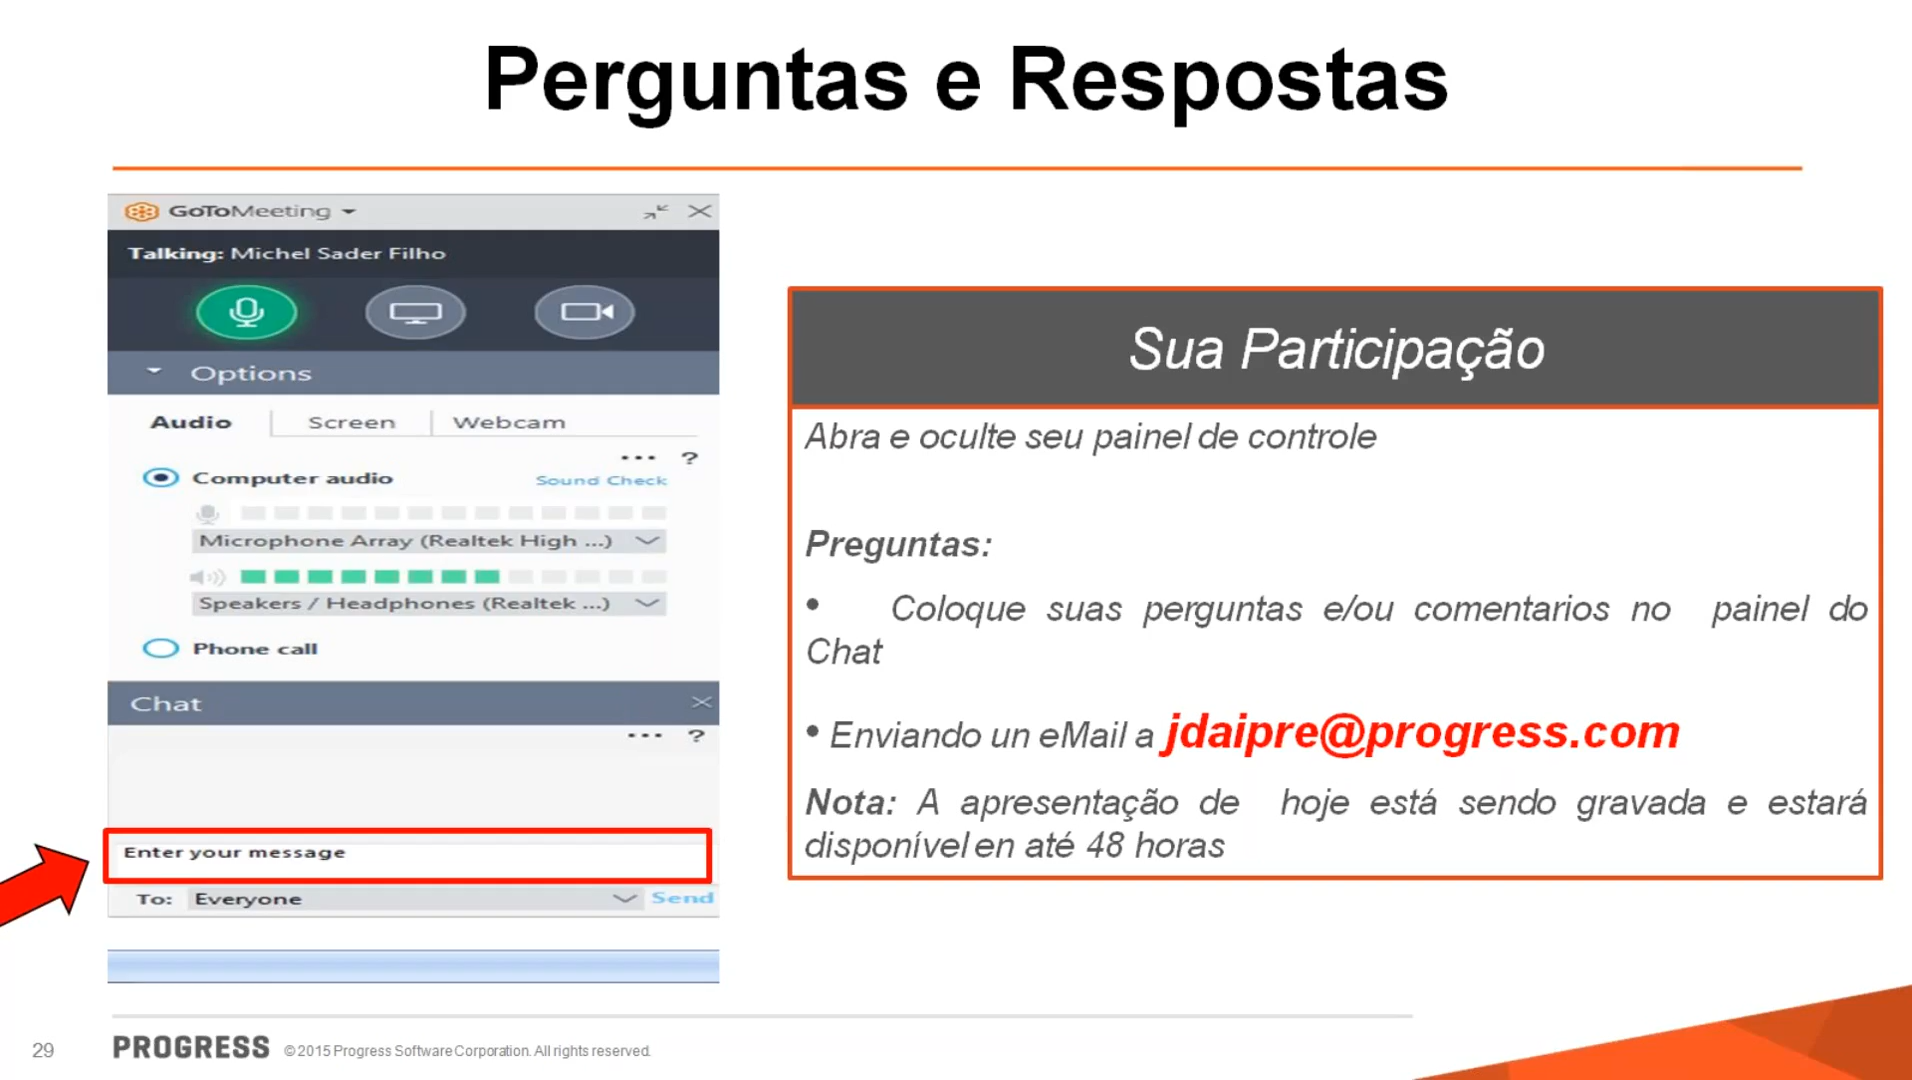 Perguntas e Respostas
GoToMeeting
Talking: Michel Sader Filho
Options
Audio Screen Webcam
... ?
Computer audio Sound Check
Microphone Array (Realtek High ...)
Speakers / Headphones (Realtek ...)
Phone call
Chat
... ?
Enter your message
To: Everyone Send
Sua Participação
Abra e oculte seu painel de controle
Preguntas:
• Coloque suas perguntas e/ou comentarios no painel do
Chat
• Enviando un eMail a jdaipre@progress.com
Nota: A apresentação de hoje está sendo gravada e estará
disponível en até 48 horas
29 PROGRESS © 2015 Progress Software Corporation. All rights reserved.